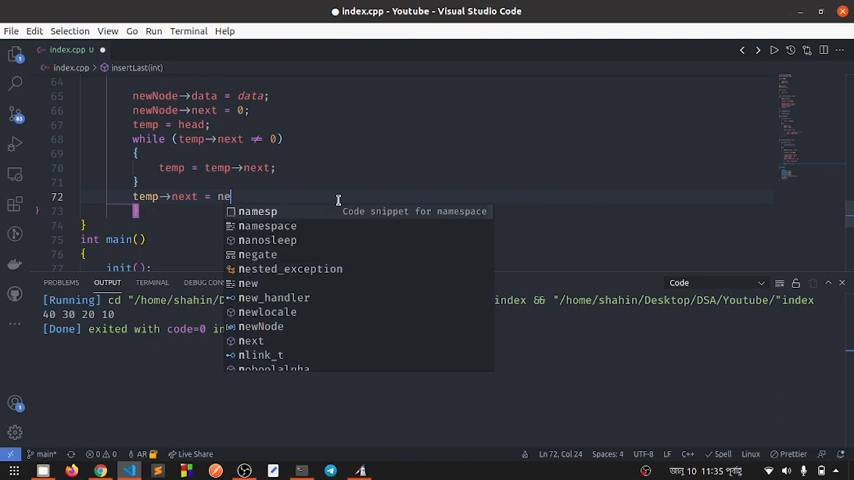 index.cpp - Youtube - Visual Studio Code
File Edit Selection View Go Run Terminal Help
index.cpp U
index.cpp > insertLast(int)
64
65 newNode->data = data;
66 newNode->next = 0;
67 temp = head;
68 while (temp->next ≠ 0)
69 {
70 temp = temp->next;
71 }
72 temp->next = ne
73 }
74 }
75 int main()
76 {
77 init();
namesp Code snippet for namespace
namespace
nanosleep
negate
nested_exception
new
new_handler
newlocale
newNode
next
nlink_t
noboolalpha
PROBLEMS OUTPUT DEBUG CON Code
[Running] cd "/home/shahin index && "/home/shahin/Desktop/DSA/Youtube/"index
40 30 20 10
[Done] exited with code=0 in
main* 0 0 AR Live Share Ln 72, Col 24 Spaces: 4 UTF-8 LF C++ Spell Linux Prettier
জানু 10 11:35 পূর্বাহ্ণ